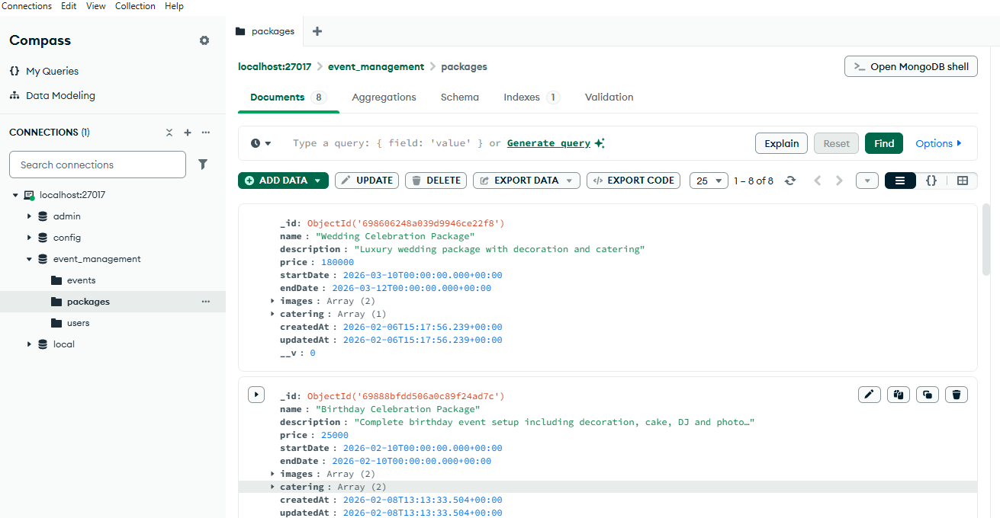 Connections Edit View Collection Help
Compass
My Queries
Data Modeling
CONNECTIONS (1)
Search connections
localhost:27017
admin
config
event_management
events
packages
users
local
packages
localhost:27017 > event_management > packages
>_ Open MongoDB shell
Documents 8 Aggregations Schema Indexes 1 Validation
Type a query: { field: 'value' } or Generate query
Explain Reset Find Options
ADD DATA UPDATE DELETE EXPORT DATA EXPORT CODE 25 1 – 8 of 8
_id: ObjectId('698606248a039d9946ce22f8')
name : "Wedding Celebration Package"
description : "Luxury wedding package with decoration and catering"
price : 180000
startDate : 2026-03-10T00:00:00.000+00:00
endDate : 2026-03-12T00:00:00.000+00:00
images : Array (2)
catering : Array (1)
createdAt : 2026-02-06T15:17:56.239+00:00
updatedAt : 2026-02-06T15:17:56.239+00:00
__v : 0
_id: ObjectId('69888bfdd506a0c89f24ad7c')
name : "Birthday Celebration Package"
description : "Complete birthday event setup including decoration, cake, DJ and photo…"
price : 25000
startDate : 2026-02-10T00:00:00.000+00:00
endDate : 2026-02-10T00:00:00.000+00:00
images : Array (2)
catering : Array (2)
createdAt : 2026-02-08T13:13:33.504+00:00
updatedAt : 2026-02-08T13:13:33.504+00:00